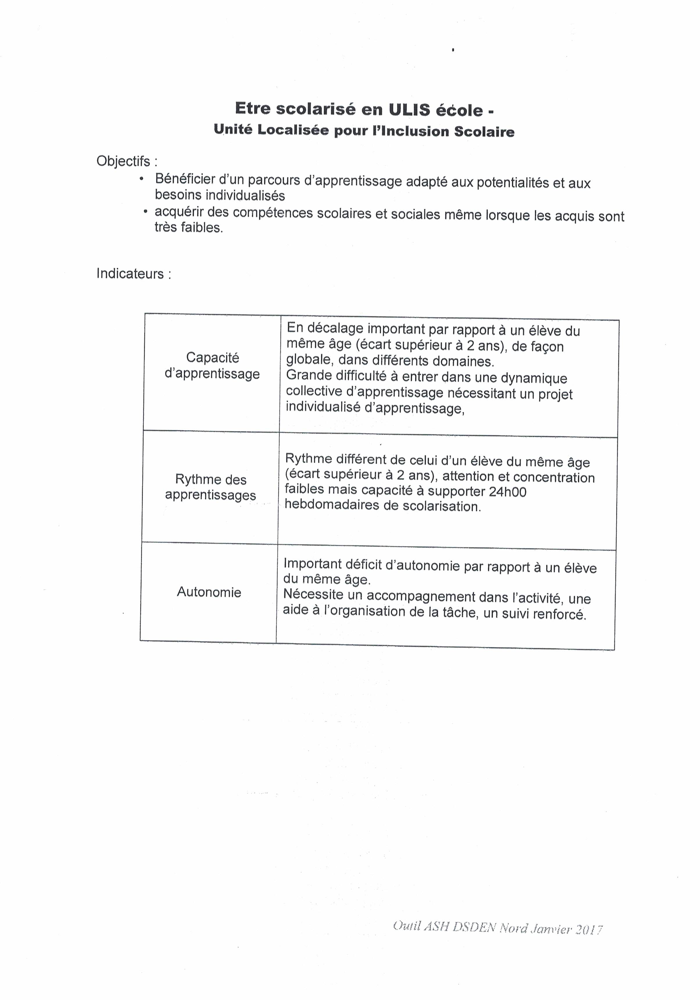 Etre scolarisé en ULIS école -
Unité Localisée pour l'Inclusion Scolaire
Objectifs :
• Bénéficier d'un parcours d'apprentissage adapté aux potentialités et aux
besoins individualisés
• acquérir des compétences scolaires et sociales même lorsque les acquis sont
très faibles.
Indicateurs :
Capacité
d'apprentissage
En décalage important par rapport à un élève du
même âge (écart supérieur à 2 ans), de façon
globale, dans différents domaines.
Grande difficulté à entrer dans une dynamique
collective d'apprentissage nécessitant un projet
individualisé d'apprentissage,
Rythme des
apprentissages
Rythme différent de celui d'un élève du même âge
(écart supérieur à 2 ans), attention et concentration
faibles mais capacité à supporter 24h00
hebdomadaires de scolarisation.
Autonomie
Important déficit d'autonomie par rapport à un élève
du même âge.
Nécessite un accompagnement dans l'activité, une
aide à l'organisation de la tâche, un suivi renforcé.
Outil ASH DSDEN Nord Janvier 2017